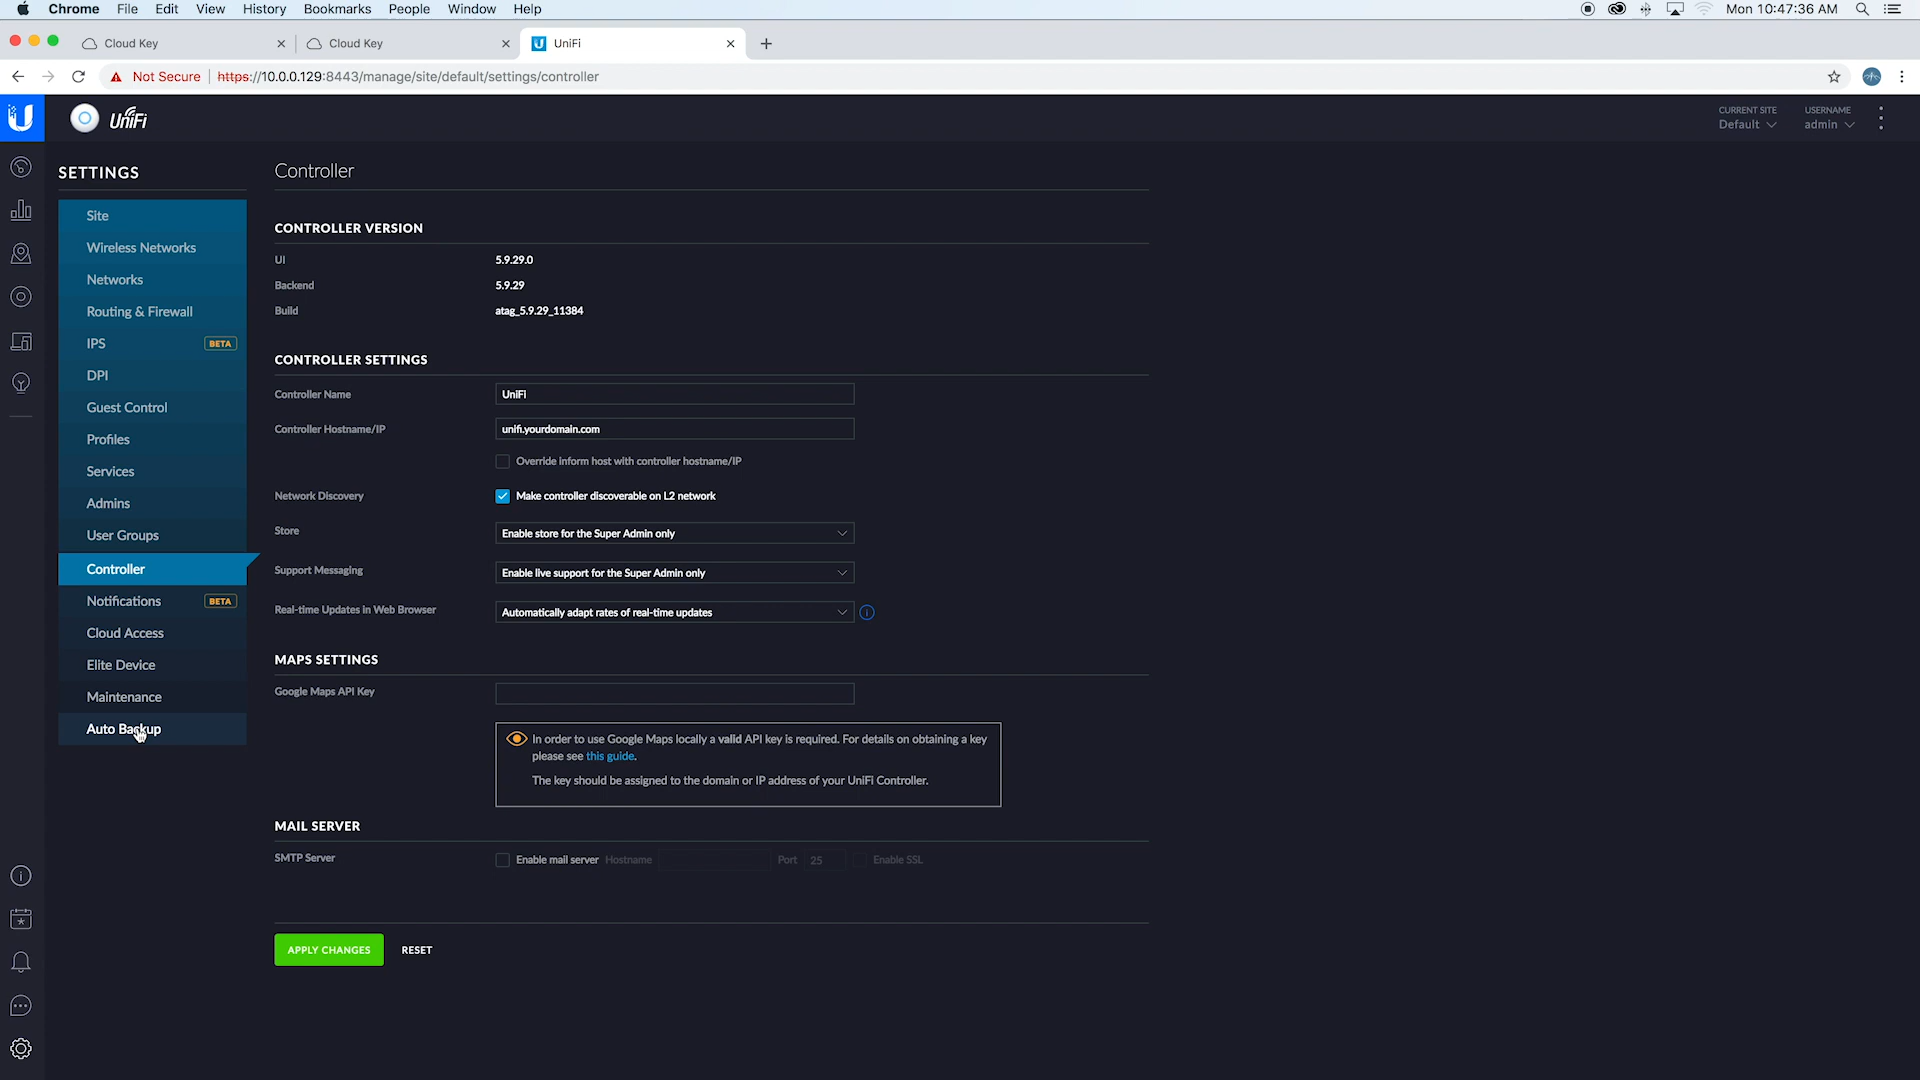 Chrome File Edit View History Bookmarks People Window Help Mon 10:47:36 AM
Cloud Key Cloud Key UniFi
Not Secure https://10.0.0.129:8443/manage/site/default/settings/controller
UniFi
CURRENT SITE USERNAME
Default admin
SETTINGS
Site
Wireless Networks
Networks
Routing & Firewall
IPS BETA
DPI
Guest Control
Profiles
Services
Admins
User Groups
Controller
Notifications BETA
Cloud Access
Elite Device
Maintenance
Auto Backup
Controller
CONTROLLER VERSION
UI 5.9.29.0
Backend 5.9.29
Build atag_5.9.29_11384
CONTROLLER SETTINGS
Controller Name UniFi
Controller Hostname/IP unifi.yourdomain.com
Override inform host with controller hostname/IP
Network Discovery Make controller discoverable on L2 network
Store Enable store for the Super Admin only
Support Messaging Enable live support for the Super Admin only
Real-time Updates in Web Browser Automatically adapt rates of real-time updates
MAPS SETTINGS
Google Maps API Key
In order to use Google Maps locally a valid API key is required. For details on obtaining a key
please see this guide.
The key should be assigned to the domain or IP address of your UniFi Controller.
MAIL SERVER
SMTP Server Enable mail server Hostname Port 25 Enable SSL
APPLY CHANGES RESET